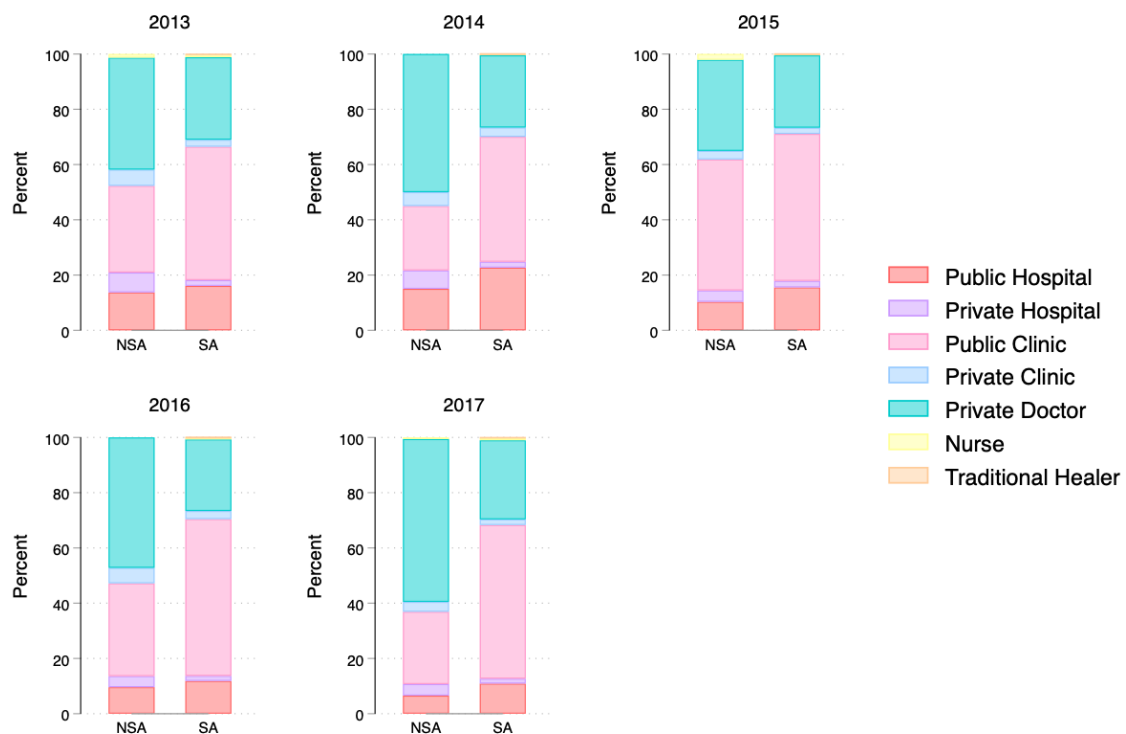 2013
2014
2015
100
80
60
40
20
0
Percent
NSA
SA
100
80
60
40
20
0
Percent
NSA
SA
100
80
60
40
20
0
Percent
NSA
SA
2016
2017
100
80
60
40
20
0
Percent
NSA
SA
100
80
60
40
20
0
Percent
NSA
SA
Public Hospital
Private Hospital
Public Clinic
Private Clinic
Private Doctor
Nurse
Traditional Healer